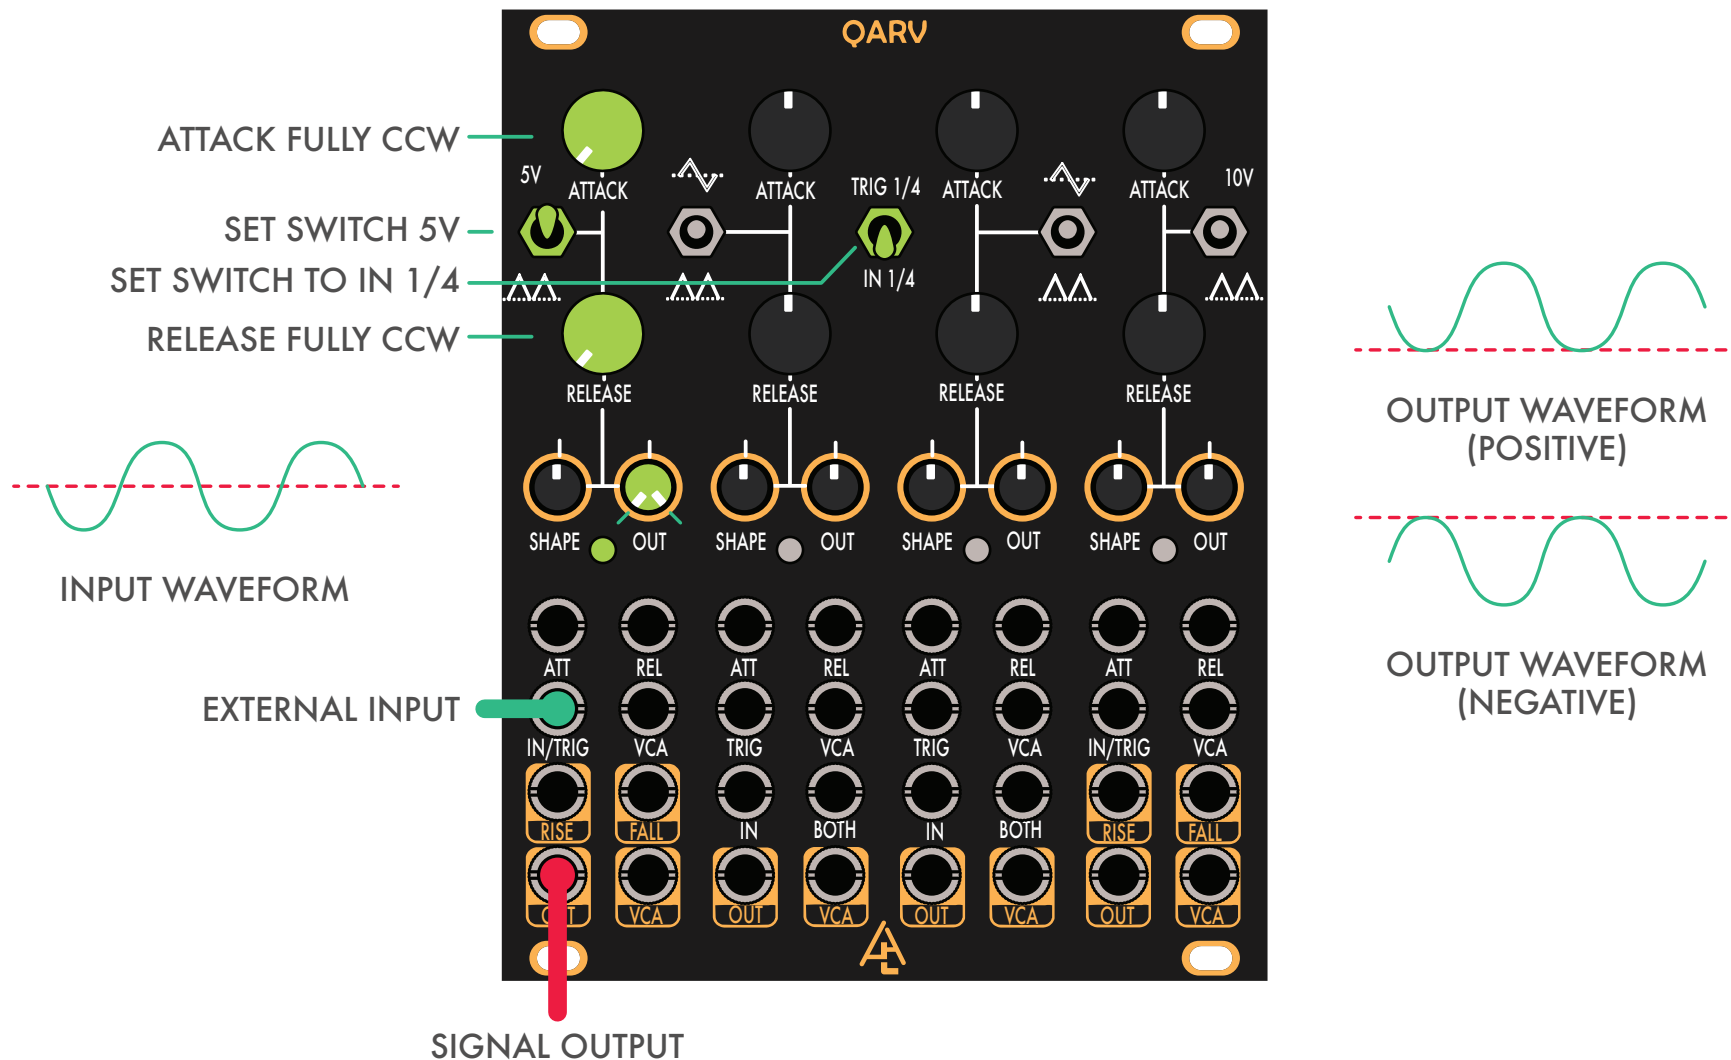 QARV
ATTACK FULLY CCW
5V
ATTACK
ATTACK
TRIG 1/4
ATTACK
ATTACK
10V
SET SWITCH 5V
SET SWITCH TO IN 1/4
IN 1/4
RELEASE FULLY CCW
RELEASE
RELEASE
RELEASE
RELEASE
OUTPUT WAVEFORM
(POSITIVE)
SHAPE
OUT
SHAPE
OUT
SHAPE
OUT
SHAPE
OUT
INPUT WAVEFORM
ATT
REL
ATT
REL
ATT
REL
ATT
REL
OUTPUT WAVEFORM
(NEGATIVE)
EXTERNAL INPUT
IN/TRIG
VCA
TRIG
VCA
TRIG
VCA
IN/TRIG
VCA
RISE
FALL
IN
BOTH
IN
BOTH
RISE
FALL
OUT
VCA
OUT
VCA
OUT
VCA
OUT
VCA
SIGNAL OUTPUT